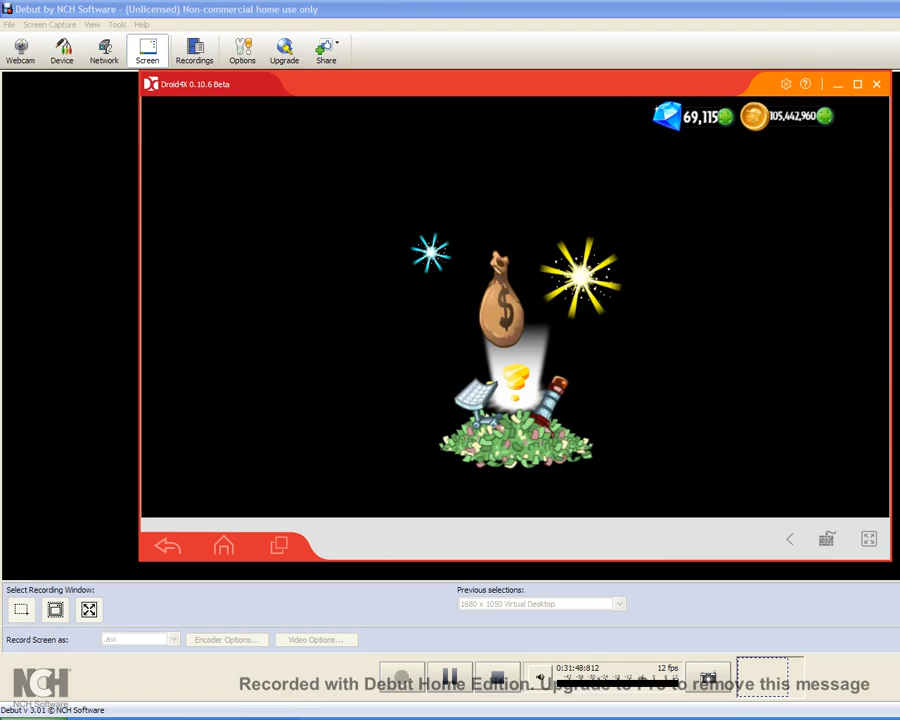 Debut by NCH Software - (Unlicensed) Non-commercial home use only
File Screen Capture View Tools Help
Webcam Device Network Screen Recordings Options Upgrade Share
Droid4X 0.10.6 Beta
69,115 105,442,960
$
Select Recording Window:
Previous selections:
1680 x 1050 Virtual Desktop
Record Screen as: .avi Encoder Options... Video Options...
0:31:48:812 12 fps
NCH
NCH Software
Recorded with Debut Home Edition. Upgrade to Pro to remove this message
Debut v 3.01 © NCH Software